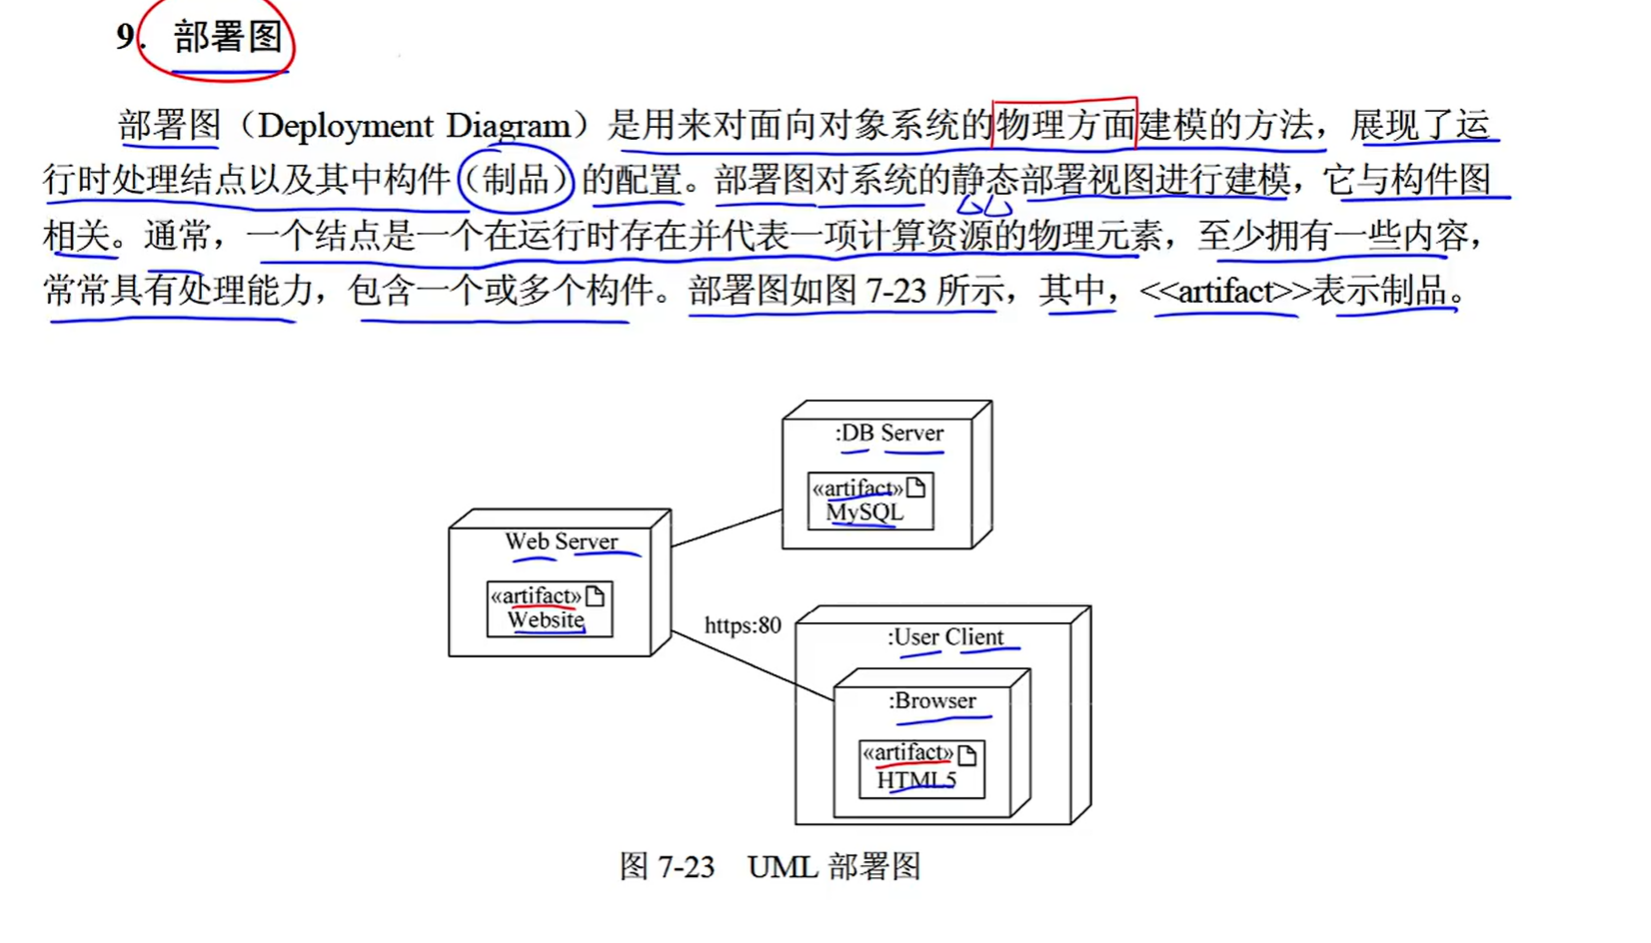 9. 部署图
部署图（Deployment Diagram）是用来对面向对象系统的物理方面建模的方法，展现了运
行时处理结点以及其中构件（制品）的配置。部署图对系统的静态部署视图进行建模，它与构件图
相关。通常，一个结点是一个在运行时存在并代表一项计算资源的物理元素，至少拥有一些内容，
常常具有处理能力，包含一个或多个构件。部署图如图 7-23 所示，其中，<<artifact>>表示制品。
:DB Server
«artifact»
MySQL
Web Server
«artifact»
Website
https:80
:User Client
:Browser
«artifact»
HTML5
图 7-23 UML 部署图